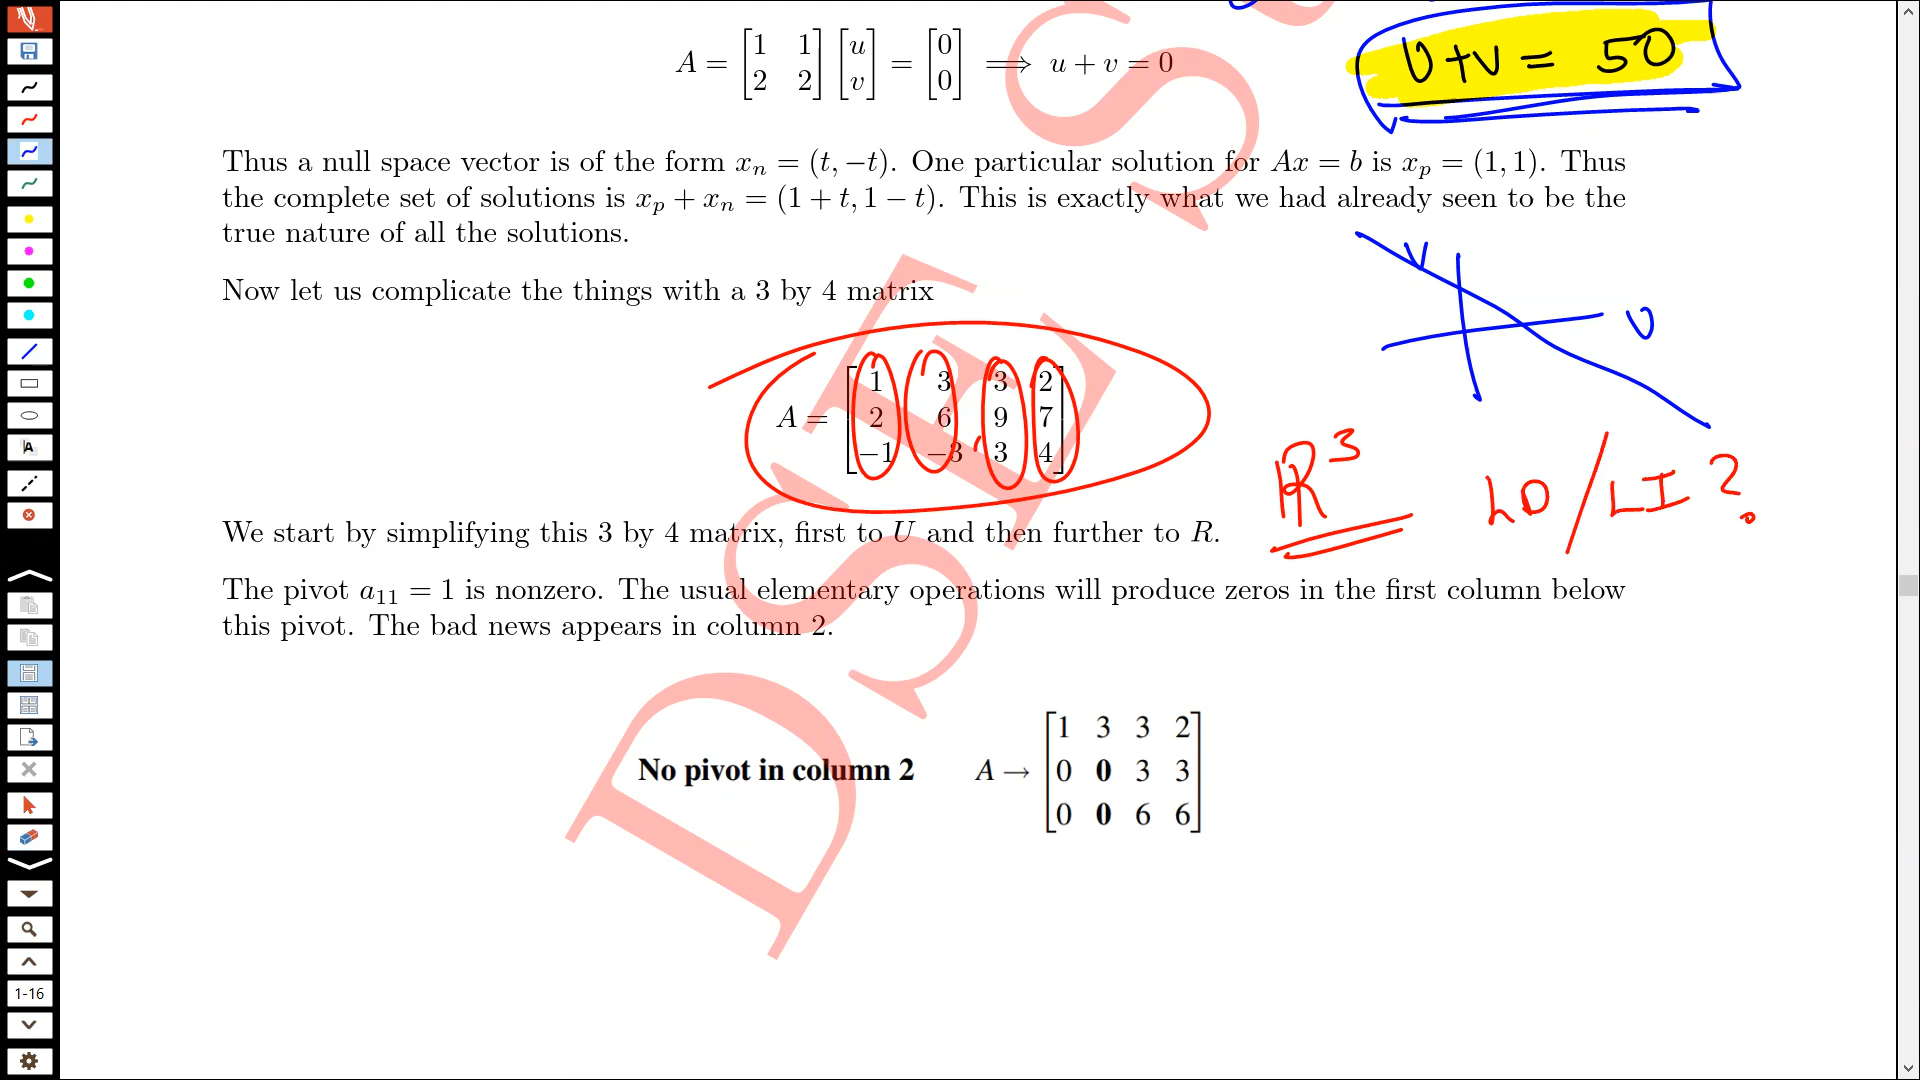 A = [1 1; 2 2] [u; v] = [0; 0] ⟹ u + v = 0
U+V = 50
Thus a null space vector is of the form xₙ = (t, −t). One particular solution for Ax = b is xₚ = (1, 1). Thus
the complete set of solutions is xₚ + xₙ = (1 + t, 1 − t). This is exactly what we had already seen to be the
true nature of all the solutions.
V
U
Now let us complicate the things with a 3 by 4 matrix
A = [1 3 3 2
2 6 9 7
−1 −3 3 4]
ℝ³ LD/LI ?
We start by simplifying this 3 by 4 matrix, first to U and then further to R.
The pivot a₁₁ = 1 is nonzero. The usual elementary operations will produce zeros in the first column below
this pivot. The bad news appears in column 2.
No pivot in column 2 A → [1 3 3 2
0 0 3 3
0 0 6 6]
DSE S
A
1-16